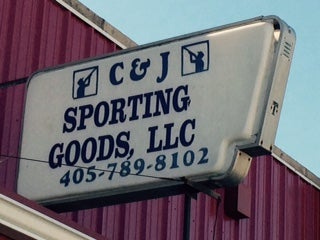 C & J
SPORTING
GOODS, LLC
405-789-8102